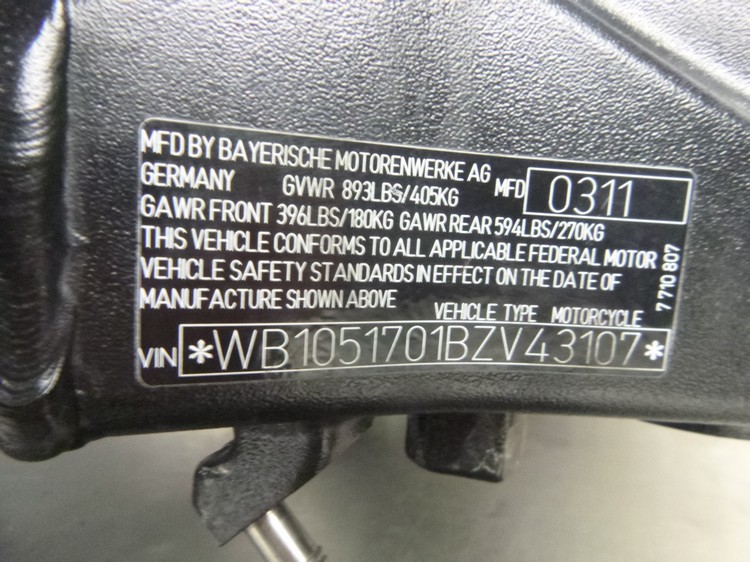 MFD BY BAYERISCHE MOTORENWERKE AG
GERMANY GVWR 893LBS/405KG MFD 0311
GAWR FRONT 396LBS/180KG GAWR REAR 594LBS/270KG
THIS VEHICLE CONFORMS TO ALL APPLICABLE FEDERAL MOTOR
VEHICLE SAFETY STANDARDS IN EFFECT ON THE DATE OF
MANUFACTURE SHOWN ABOVE
VEHICLE TYPE MOTORCYCLE
VIN *WB1051701BZV43107*
7 710 807